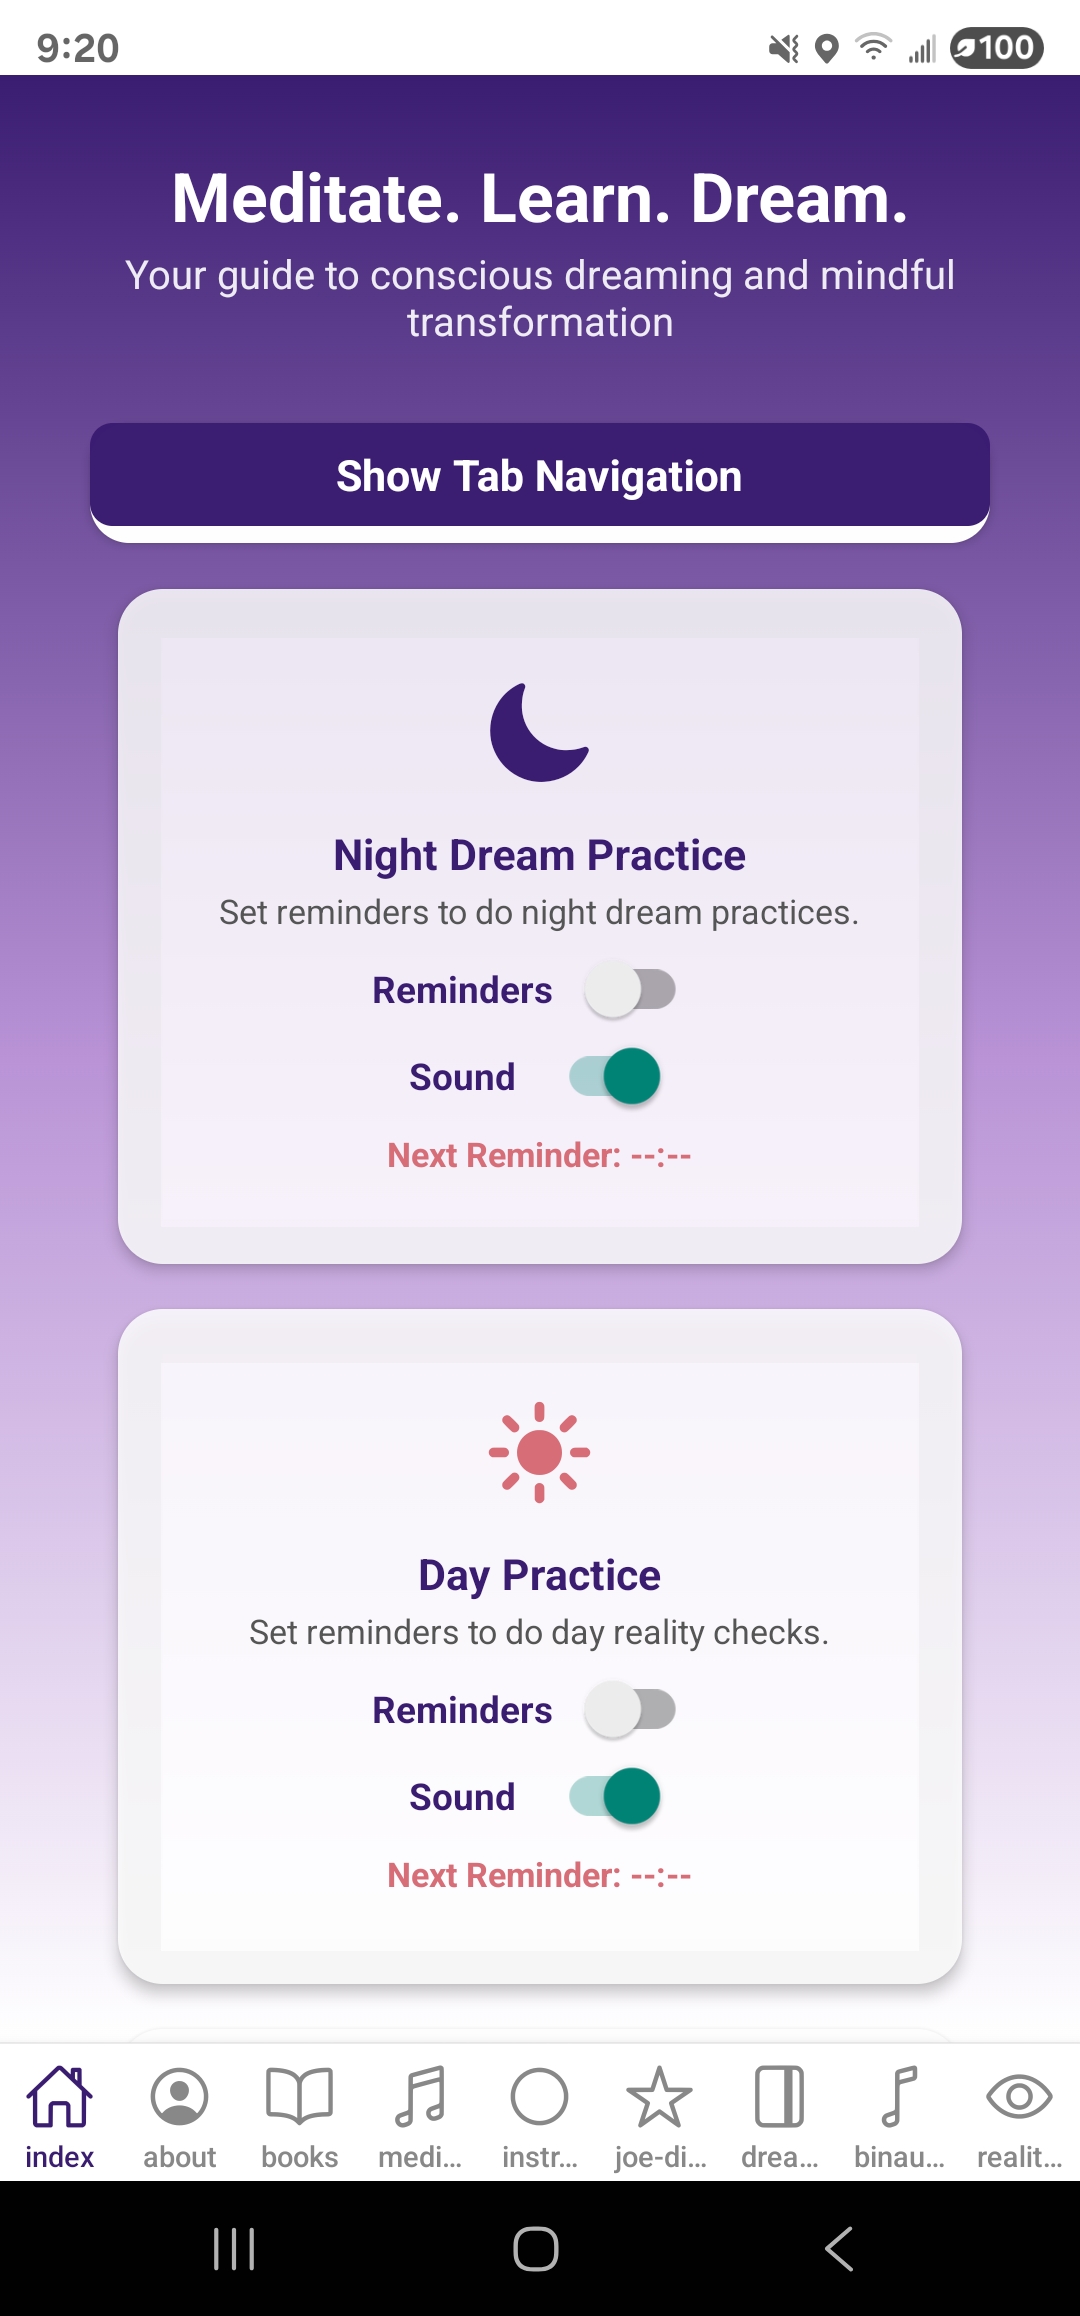 9:20
100
Meditate. Learn. Dream.
Your guide to conscious dreaming and mindful
transformation
Show Tab Navigation
Night Dream Practice
Set reminders to do night dream practices.
Reminders
Sound
Next Reminder: --:--
Day Practice
Set reminders to do day reality checks.
Reminders
Sound
Next Reminder: --:--
index about books medi... instr... joe-di... drea... binau... realit...